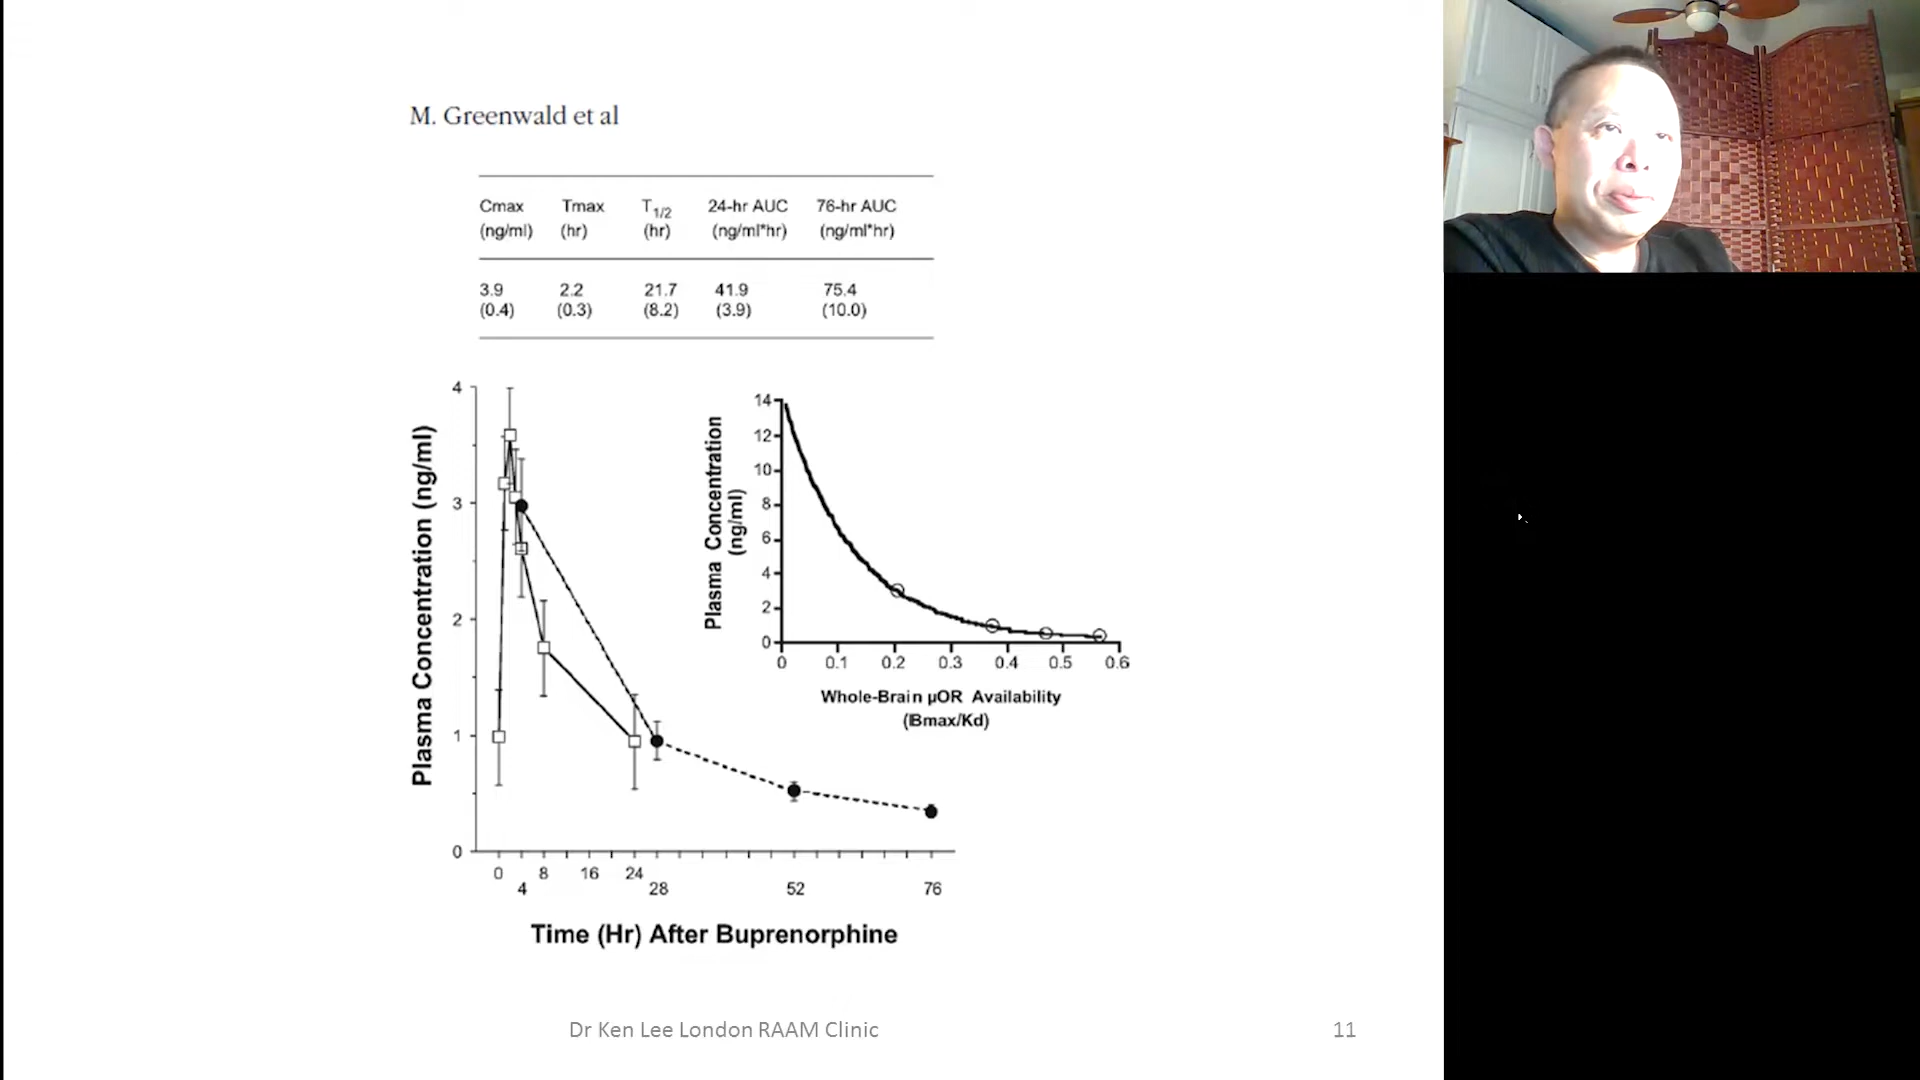 M. Greenwald et al
Cmax Tmax T1/2 24-hr AUC 76-hr AUC
(ng/ml) (hr) (hr) (ng/ml*hr) (ng/ml*hr)
3.9 2.2 21.7 41.9 75.4
(0.4) (0.3) (8.2) (3.9) (10.0)
Plasma Concentration (ng/ml)
4
3
2
1
0
0 8 16 24
4 28 52 76
Time (Hr) After Buprenorphine
Plasma Concentration
(ng/ml)
14
12
10
8
6
4
2
0
0 0.1 0.2 0.3 0.4 0.5 0.6
Whole-Brain µOR Availability
(Bmax/Kd)
Dr Ken Lee London RAAM Clinic 11